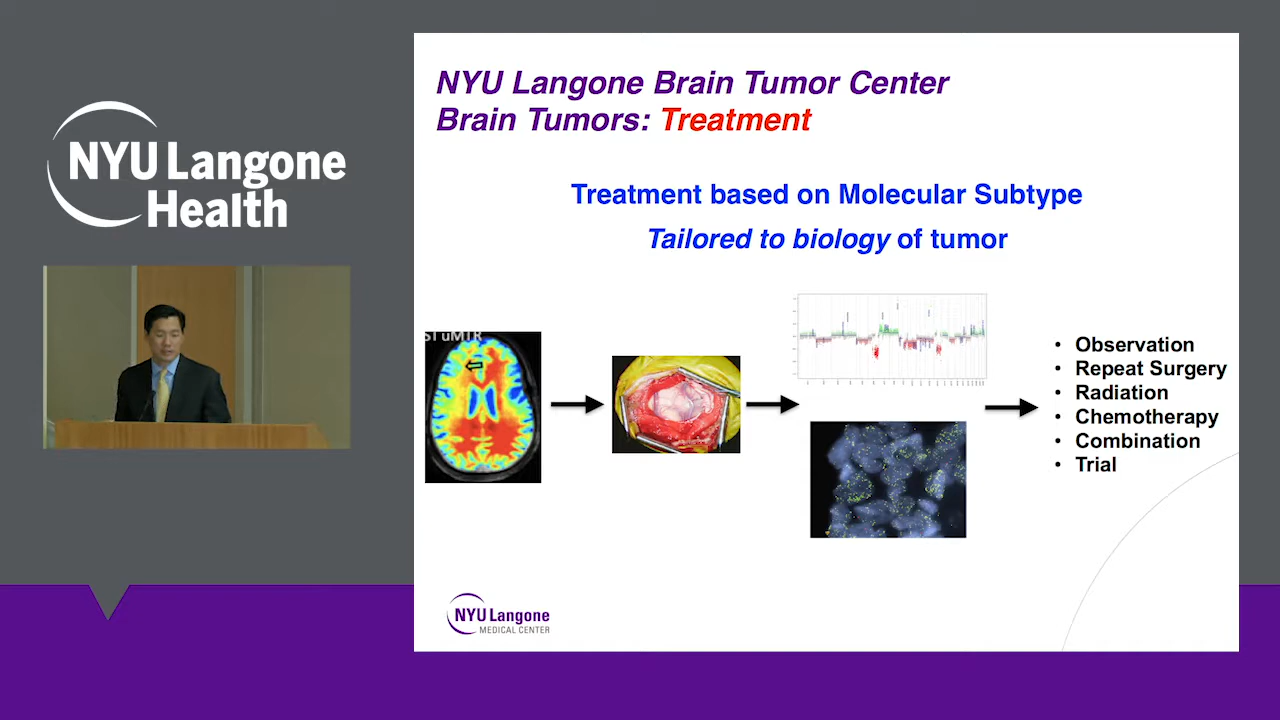 NYU Langone
Health
NYU Langone Brain Tumor Center
Brain Tumors: Treatment
Treatment based on Molecular Subtype
Tailored to biology of tumor
• Observation
• Repeat Surgery
• Radiation
• Chemotherapy
• Combination
• Trial
NYU Langone
MEDICAL CENTER